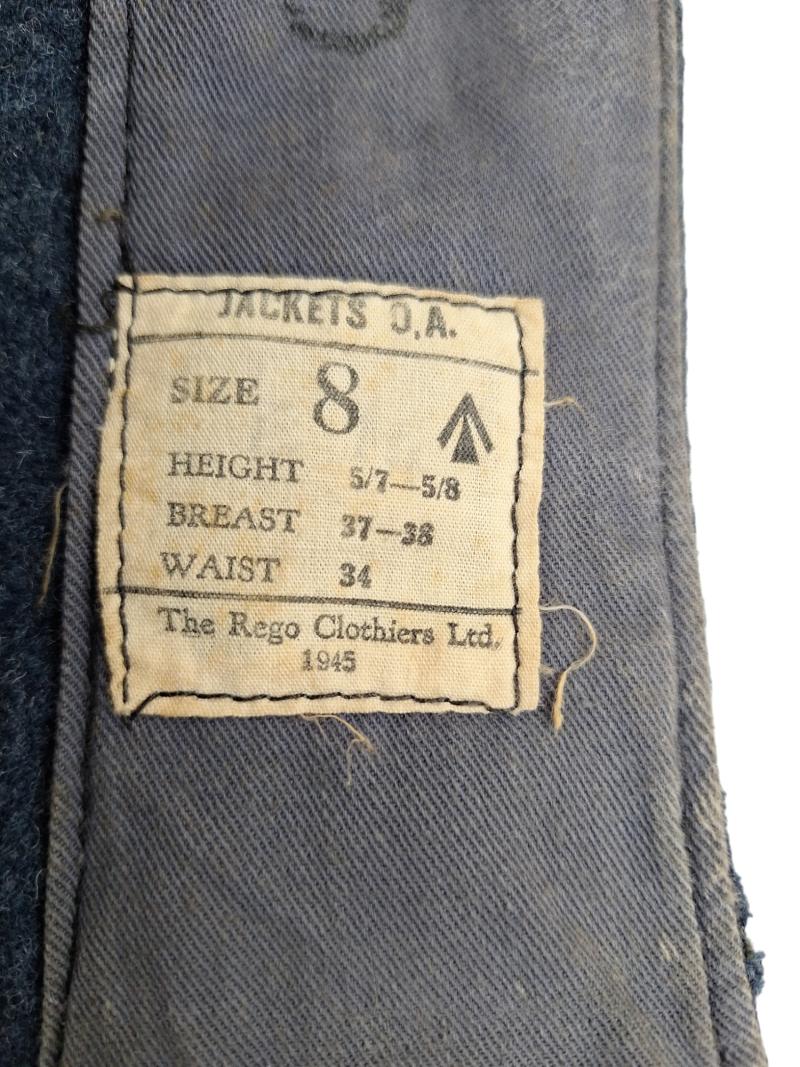 JACKETS O.A.
SIZE 8
HEIGHT 5/7—5/8
BREAST 37—38
WAIST 34
The Rego Clothiers Ltd.
1945